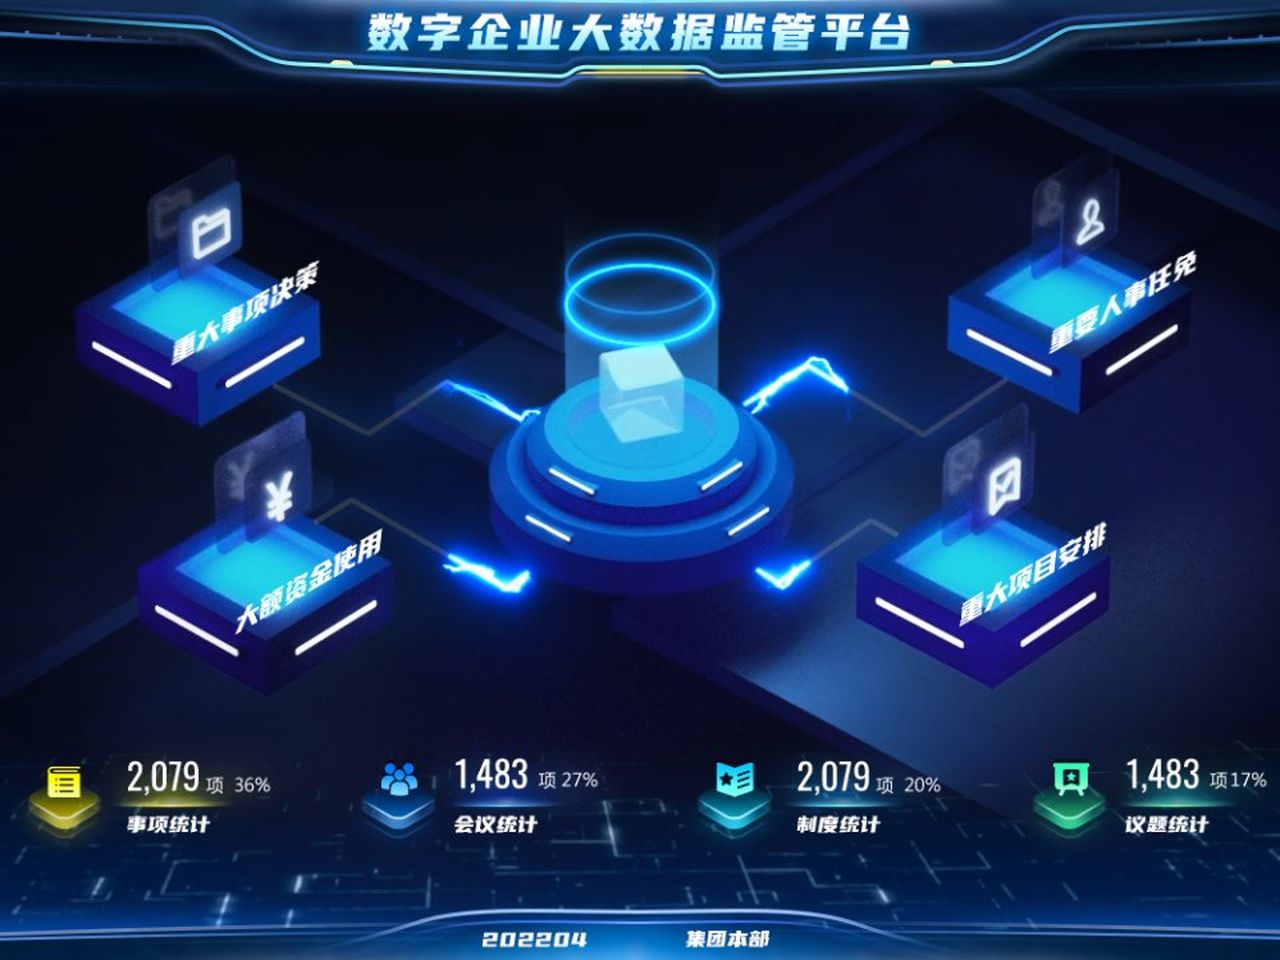 数字企业大数据监管平台
重大事项决策
重要人事任免
大额资金使用
重大项目安排
2,079 项 36%
事项统计
1,483 项 27%
会议统计
2,079 项 20%
制度统计
1,483 项 17%
议题统计
202204 集团本部